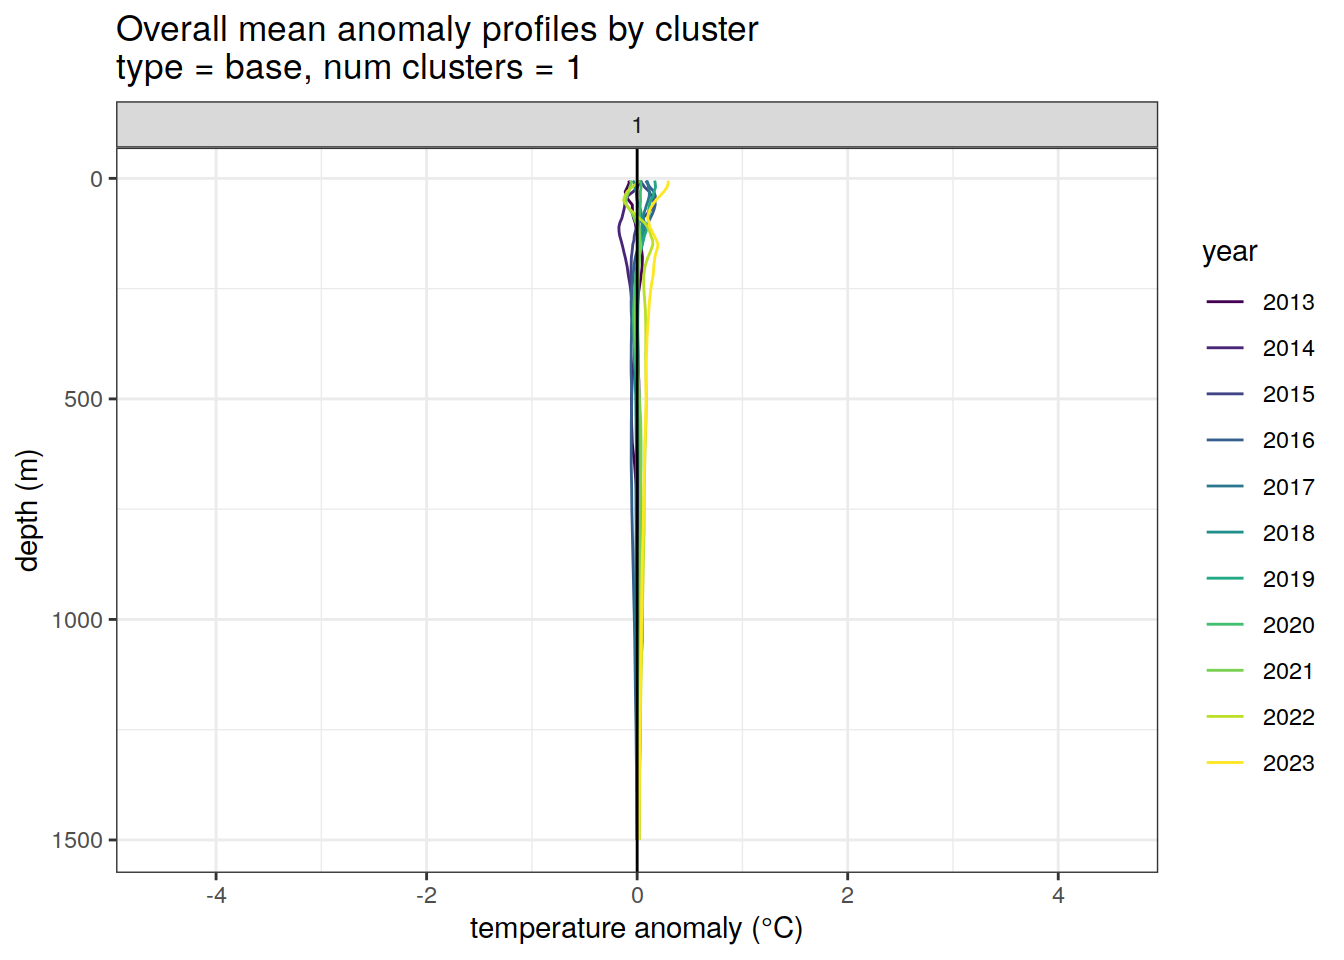 Overall mean anomaly profiles by cluster
type = base, num clusters = 1
1
0
500
1000
1500
depth (m)
-4 -2 0 2 4
temperature anomaly (°C)
year
2013
2014
2015
2016
2017
2018
2019
2020
2021
2022
2023